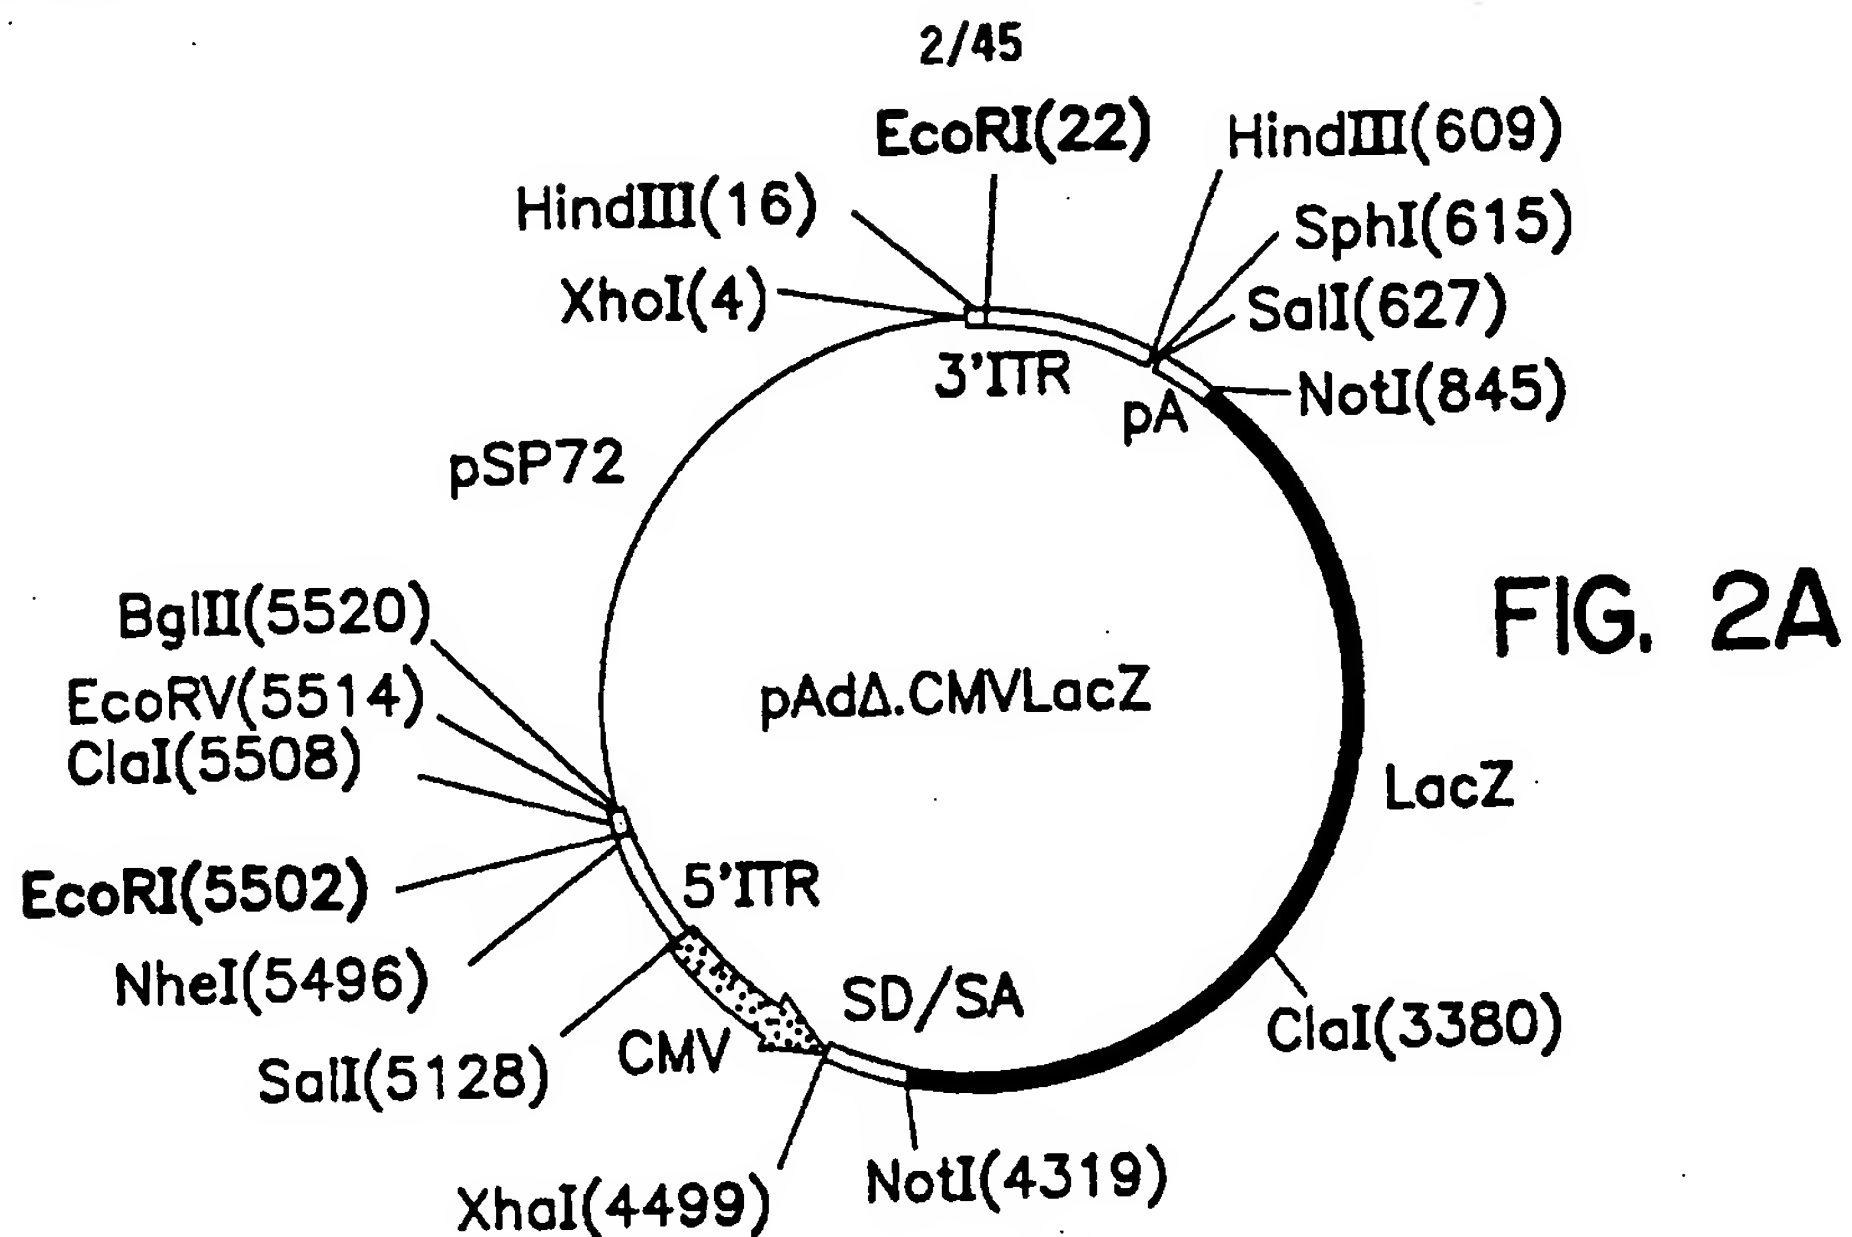 2/45
EcoRI(22)
HindIII(609)
HindIII(16)
SphI(615)
XhoI(4)
SalI(627)
3'ITR
NotI(845)
pA
pSP72
BglII(5520)
FIG. 2A
EcoRV(5514)
pAdΔ.CMVLacZ
ClaI(5508)
LacZ
EcoRI(5502)
5'ITR
NheI(5496)
SD/SA
ClaI(3380)
SalI(5128)
CMV
NotI(4319)
XhaI(4499)